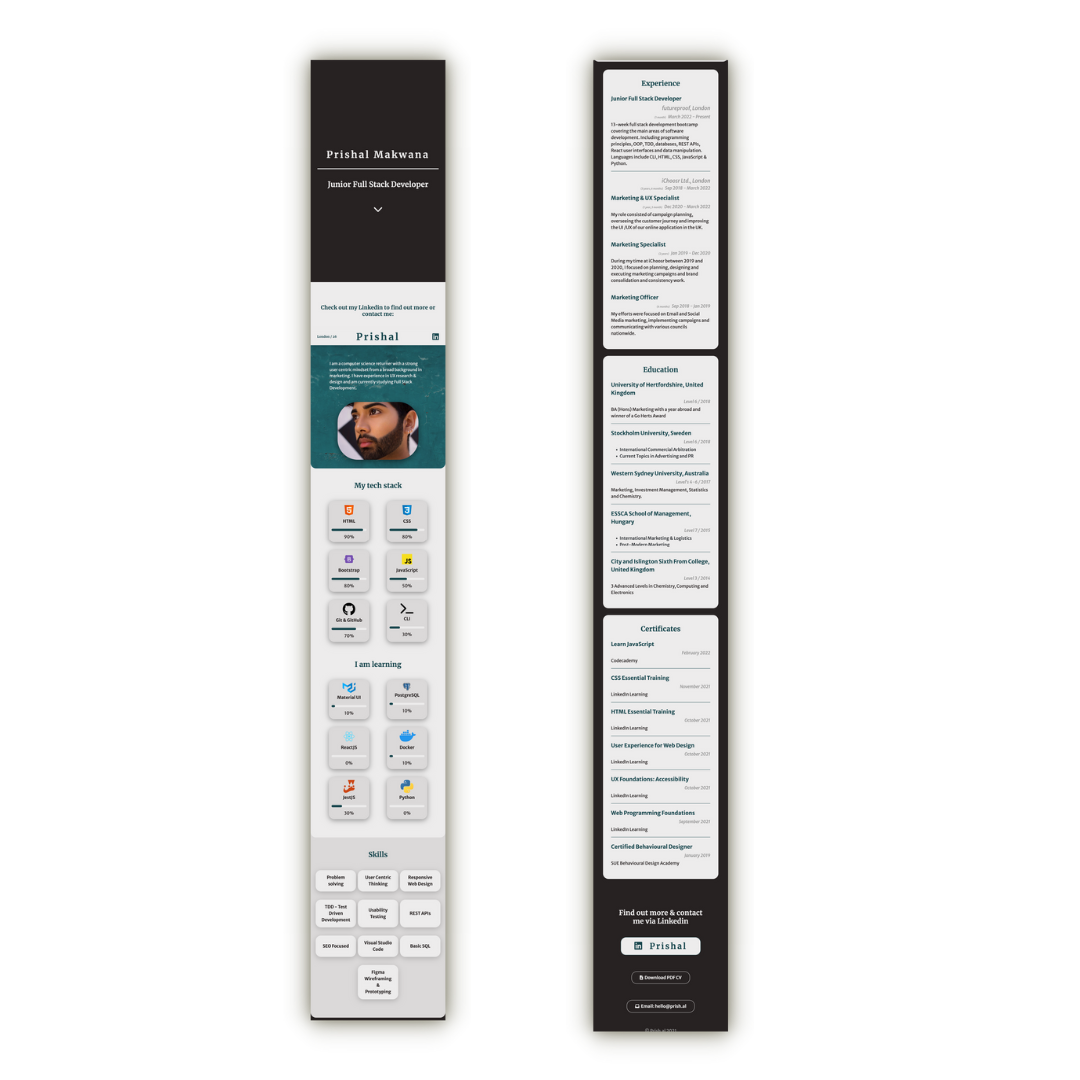 Prishal Makwana
Junior Full Stack Developer
Check out my Linkedin to find out more or
contact me:
London / uk
Prishal
I am a computer science returner with a strong
user-centric mindset from a broad background in
marketing. I have experience in UX research &
design and am currently studying Full Stack
Development.
My tech stack
HTML
90%
CSS
80%
Bootstrap
80%
JavaScript
50%
Git & GitHub
70%
CLI
30%
I am learning
Material UI
10%
PostgreSQL
10%
ReactJS
0%
Docker
10%
JestJS
30%
Python
0%
Skills
Problem
solving
User Centric
Thinking
Responsive
Web Design
TDD - Test
Driven
Development
Usability
Testing
REST APIs
SEO Focused
Visual Studio
Code
Basic SQL
Figma
Wireframing
&
Prototyping
Experience
Junior Full Stack Developer
futureproof, London
March 2022 - Present
11-week full stack development bootcamp
covering the main areas of software
development. Including programming
principles, OOP, TDD, databases, REST APIs,
React user interfaces and data manipulation.
Languages include CLI, HTML, CSS, JavaScript &
Python.
iChoosr Ltd., London
Sep 2018 - March 2022
Marketing & UX Specialist
Dec 2020 - March 2022
My role consisted of campaign planning,
overseeing the customer journey and improving
the UI /UX of our online application in the UK.
Marketing Specialist
Jan 2019 - Dec 2020
During my time at iChoosr between 2019 and
2020, I focused on planning, designing and
executing marketing campaigns and brand
consolidation and consistency work.
Marketing Officer
Sep 2018 - Jan 2019
My efforts were focused on Email and Social
Media marketing, implementing campaigns and
communicating with various councils
nationwide.
Education
University of Hertfordshire, United
Kingdom
Level 6 / 2018
BA [Hons] Marketing with a year abroad and
winner of a Go Herts Award
Stockholm University, Sweden
Level 6 / 2018
International Commercial Arbitration
Current Topics in Advertising and PR
Western Sydney University, Australia
Level's 4 -6 / 2017
Marketing, Investment Management, Statistics
and Chemistry.
ESSCA School of Management,
Hungary
Level 7 / 2015
International Marketing & Logistics
Post- Modern Marketing
City and Islington Sixth From College,
United Kingdom
Level 3 / 2014
3 Advanced Levels in Chemistry, Computing and
Electronics
Certificates
Learn JavaScript
February 2022
Codecademy
CSS Essential Training
November 2021
LinkedIn Learning
HTML Essential Training
October 2021
LinkedIn Learning
User Experience for Web Design
October 2021
LinkedIn Learning
UX Foundations: Accessibility
October 2021
LinkedIn Learning
Web Programming Foundations
September 2021
LinkedIn Learning
Certified Behavioural Designer
January 2019
SUE Behavioural Design Academy
Find out more & contact
me via Linkedin
Prishal
Download PDF CV
Email: hello@prish.al